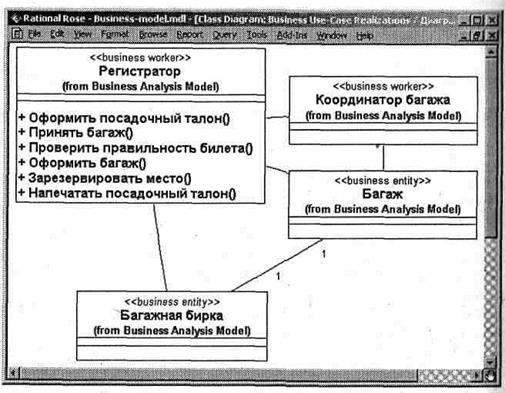 Rational Rose - Business-model.mdl - [Class Diagram: Business Use-Case Realizations / Диагр...
File Edit View Format Browse Report Query Tools Add-Ins Window Help
<<business worker>>
Регистратор
(from Business Analysis Model)
+ Оформить посадочный талон()
+ Принять багаж()
+ Проверить правильность билета()
+ Оформить багаж()
+ Зарезервировать место()
+ Напечатать посадочный талон()
<<business worker>>
Координатор багажа
(from Business Analysis Model)
<<business entity>>
Багаж
(from Business Analysis Model)
1
1
<<business entity>>
Багажная бирка
(from Business Analysis Model)